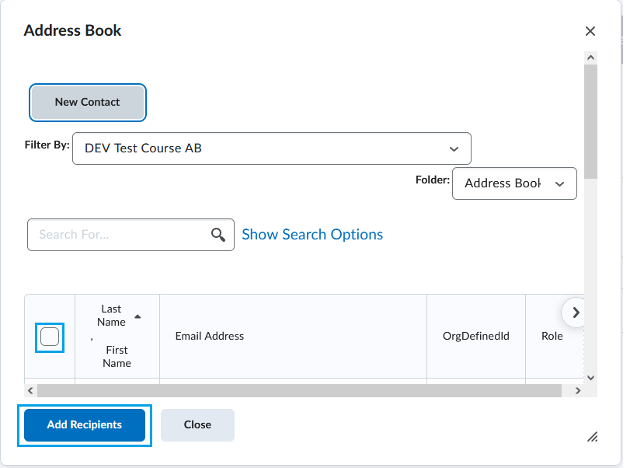 Address Book
New Contact
Filter By: DEV Test Course AB
Folder: Address Book
Search For... Show Search Options
Last
Name
,
First
Name
Email Address
OrgDefinedId
Role
Add Recipients
Close